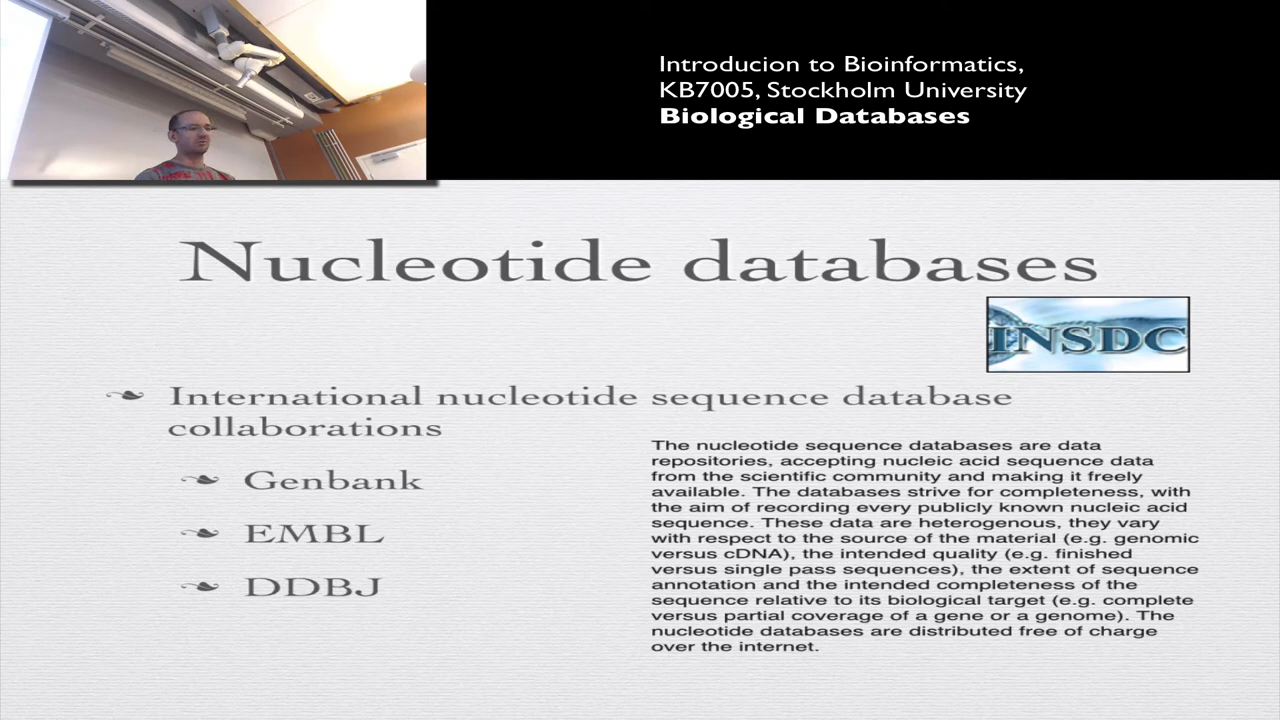 Introducion to Bioinformatics,
KB7005, Stockholm University
Biological Databases
Nucleotide databases
INSDC
International nucleotide sequence database
collaborations
Genbank
EMBL
DDBJ
The nucleotide sequence databases are data
repositories, accepting nucleic acid sequence data
from the scientific community and making it freely
available. The databases strive for completeness, with
the aim of recording every publicly known nucleic acid
sequence. These data are heterogenous, they vary
with respect to the source of the material (e.g. genomic
versus cDNA), the intended quality (e.g. finished
versus single pass sequences), the extent of sequence
annotation and the intended completeness of the
sequence relative to its biological target (e.g. complete
versus partial coverage of a gene or a genome). The
nucleotide databases are distributed free of charge
over the internet.